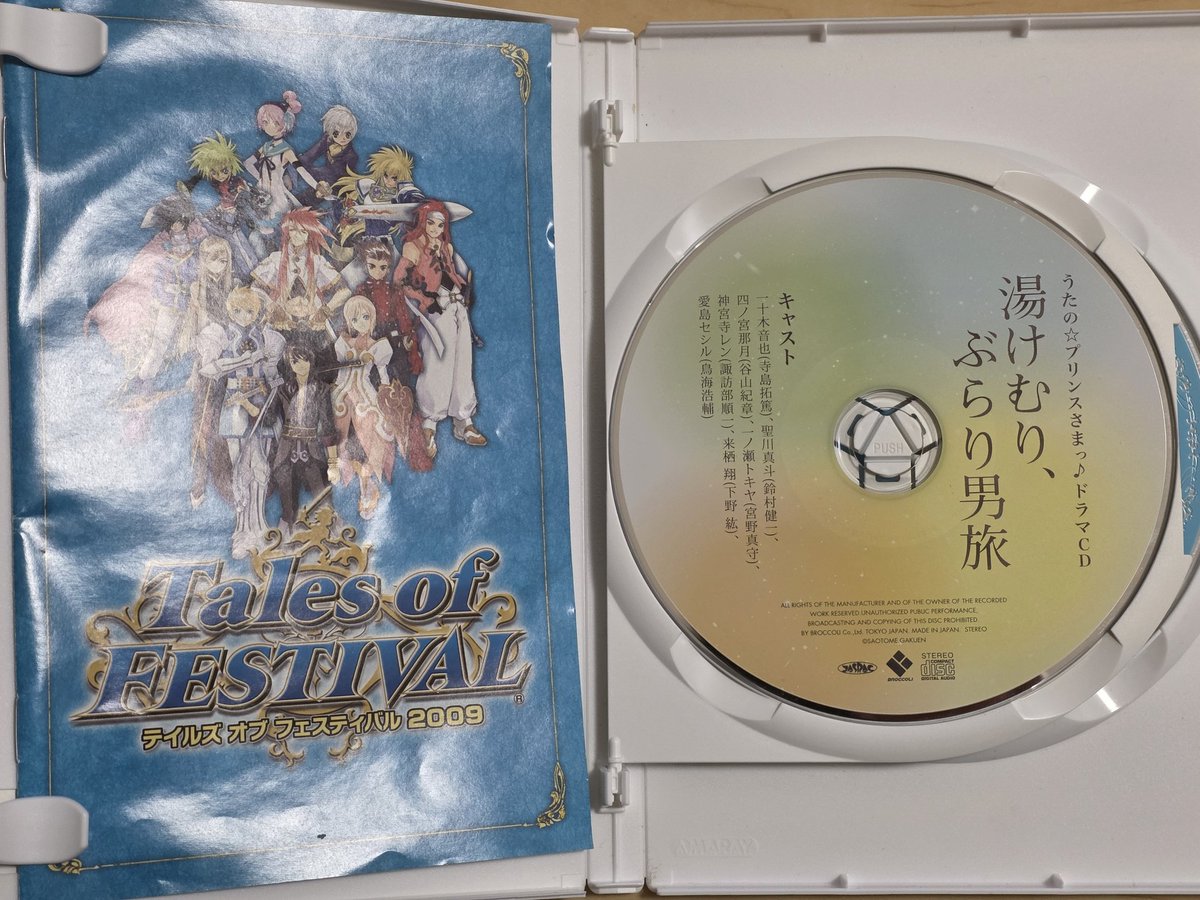 Tales of
FESTIVAL
®
テイルズ オブ フェスティバル 2009
うたの☆プリンスさまっ♪ドラマCD
湯けむり、
ぶらり男旅
キャスト
一十木音也(寺島拓篤)、聖川真斗(鈴村健一)、
四ノ宮那月(谷山紀章)、一ノ瀬トキヤ(宮野真守)、
神宮寺レン(諏訪部順一)、来栖 翔(下野 紘)、
愛島セシル(鳥海浩輔)
PUSH
ALL RIGHTS OF THE MANUFACTURER AND OF THE OWNER OF THE RECORDED
WORK RESERVED.UNAUTHORIZED PUBLIC PERFORMANCE,
BROADCASTING AND COPYING OF THIS DISC PROHIBITED.
BY BROCCOLI Co.,Ltd. TOKYO JAPAN. MADE IN JAPAN. STEREO
©SAOTOME GAKUEN
JASRAC
BROCCOLI
STEREO
COMPACT
disc
DIGITAL AUDIO
AMARAY